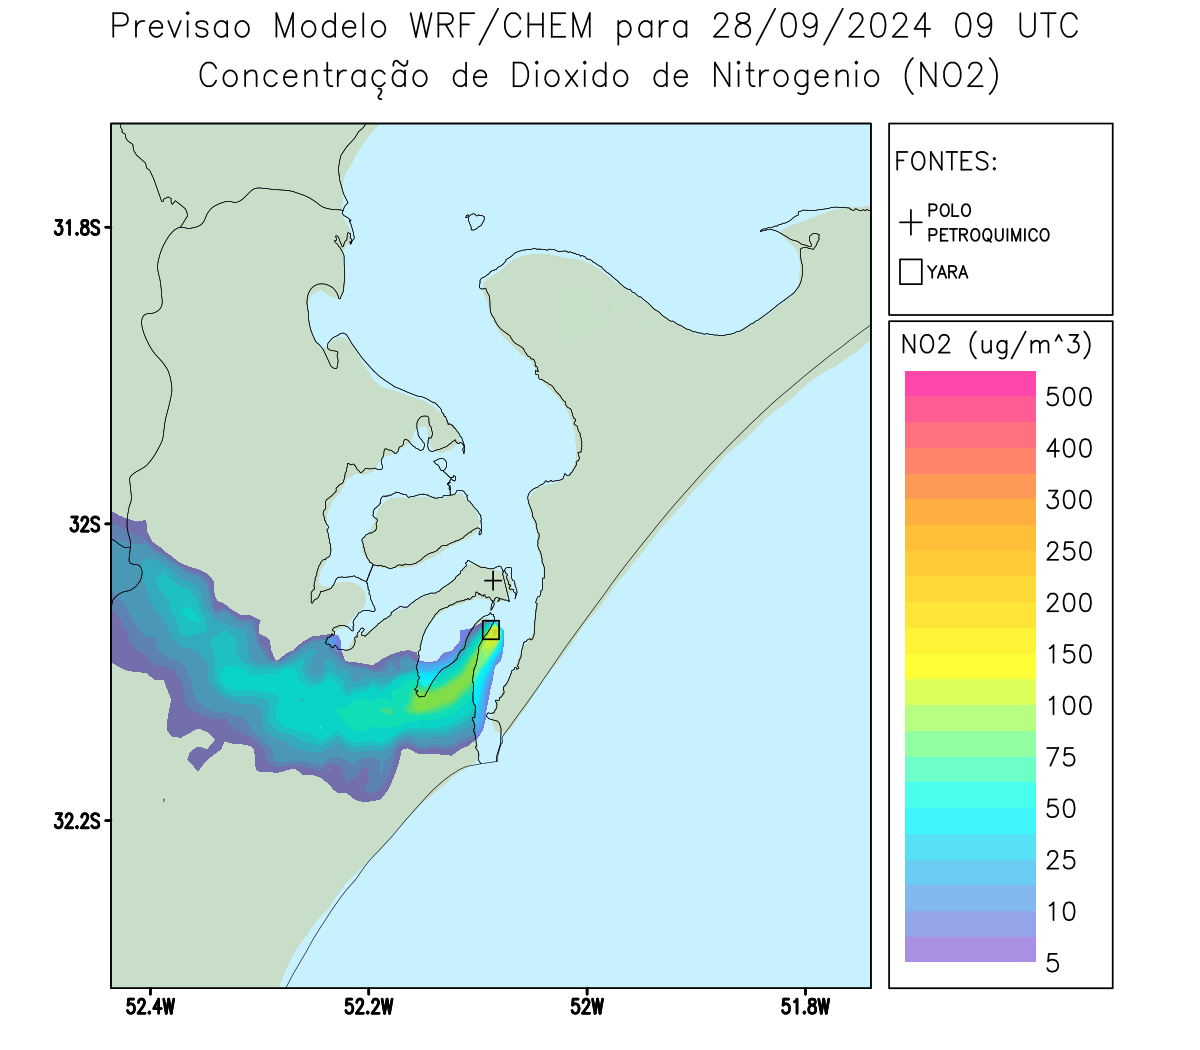 Previsao Modelo WRF/CHEM para 28/09/2024 09 UTC
Concentração de Dioxido de Nitrogenio (NO2)
FONTES:
POLO
PETROQUIMICO
YARA
NO2 (ug/m^3)
500
400
300
250
200
150
100
75
50
25
10
5
31.8S
32S
32.2S
52.4W
52.2W
52W
51.8W